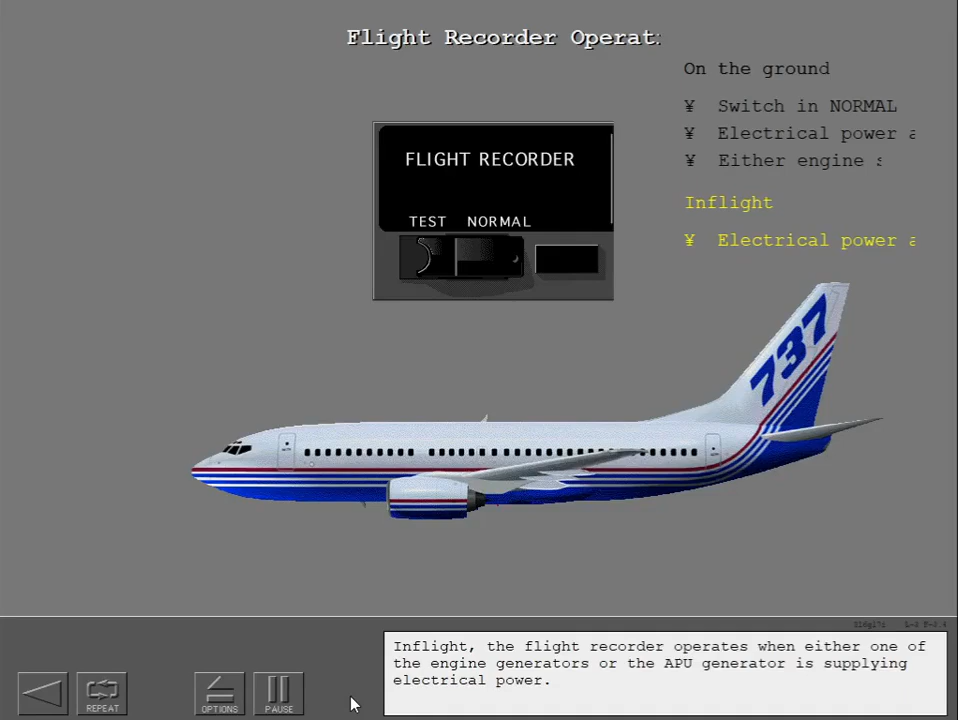 Flight Recorder Operat:
On the ground
¥ Switch in NORMAL
¥ Electrical power a
¥ Either engine s
FLIGHT RECORDER
TEST NORMAL
Inflight
¥ Electrical power a
737
Inflight, the flight recorder operates when either one of
the engine generators or the APU generator is supplying
electrical power.
REPEAT
OPTIONS
PAUSE